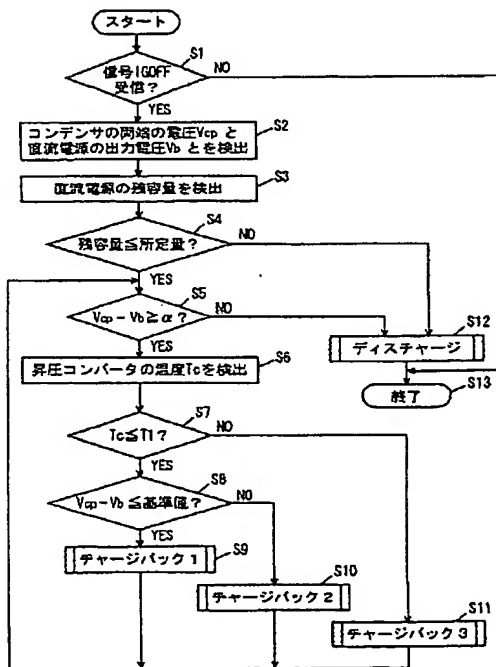 スタート
S1
信号IGOFF
受信？
NO
YES
S2
コンデンサの両端の電圧Vcp と
直流電源の出力電圧Vb とを検出
S3
直流電源の残容量を検出
S4
残容量≦所定量？
NO
YES
S5
Vcp－Vb≧α？
NO
YES
S12
ディスチャージ
S6
昇圧コンバータの温度Tcを検出
S13
終了
S7
Tc≦T1？
NO
YES
S8
Vcp－Vb≦基準値？
NO
YES
S9
チャージバック１
S10
チャージバック２
S11
チャージバック３